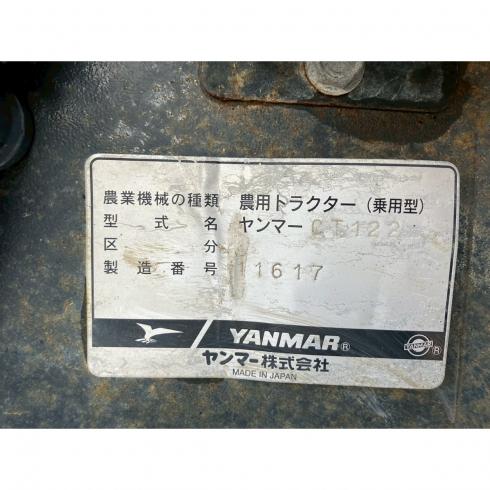 農業機械の種類 農用トラクター（乗用型）
型式名 ヤンマー CT122
区分
製造番号 11617
YANMAR®
YANMAR ®
ヤンマー株式会社
MADE IN JAPAN